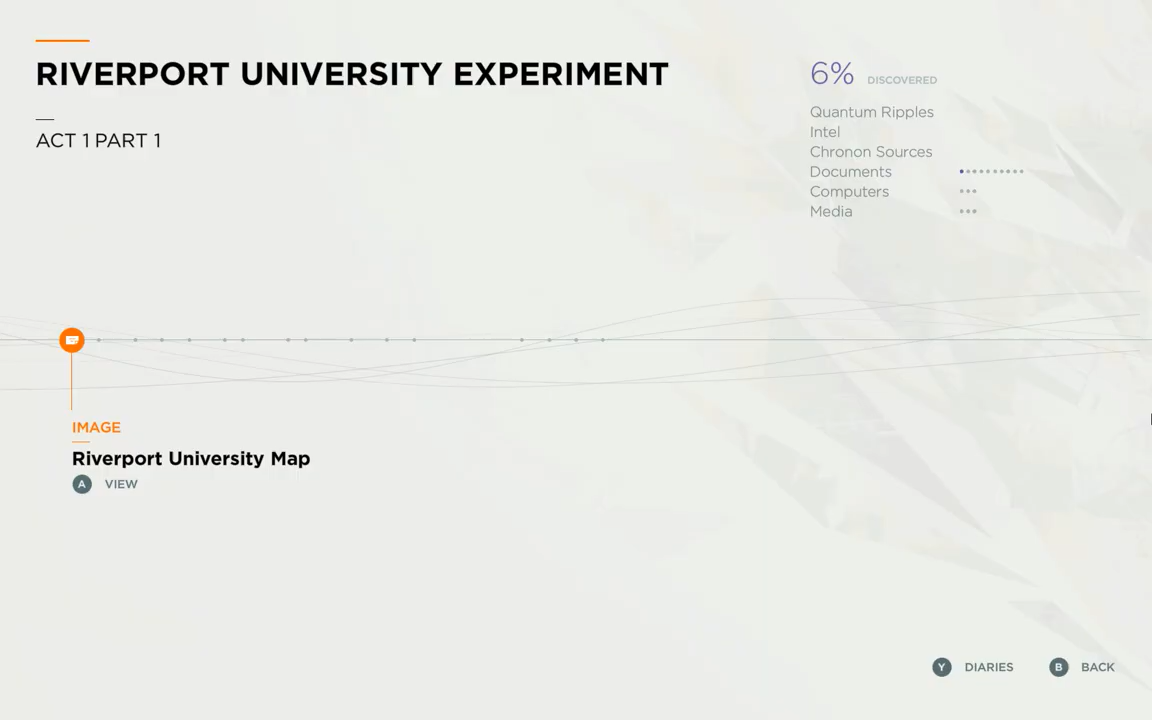 RIVERPORT UNIVERSITY EXPERIMENT
ACT 1 PART 1
6% DISCOVERED
Quantum Ripples
Intel
Chronon Sources
Documents
Computers
Media
IMAGE
Riverport University Map
A VIEW
Y DIARIES B BACK